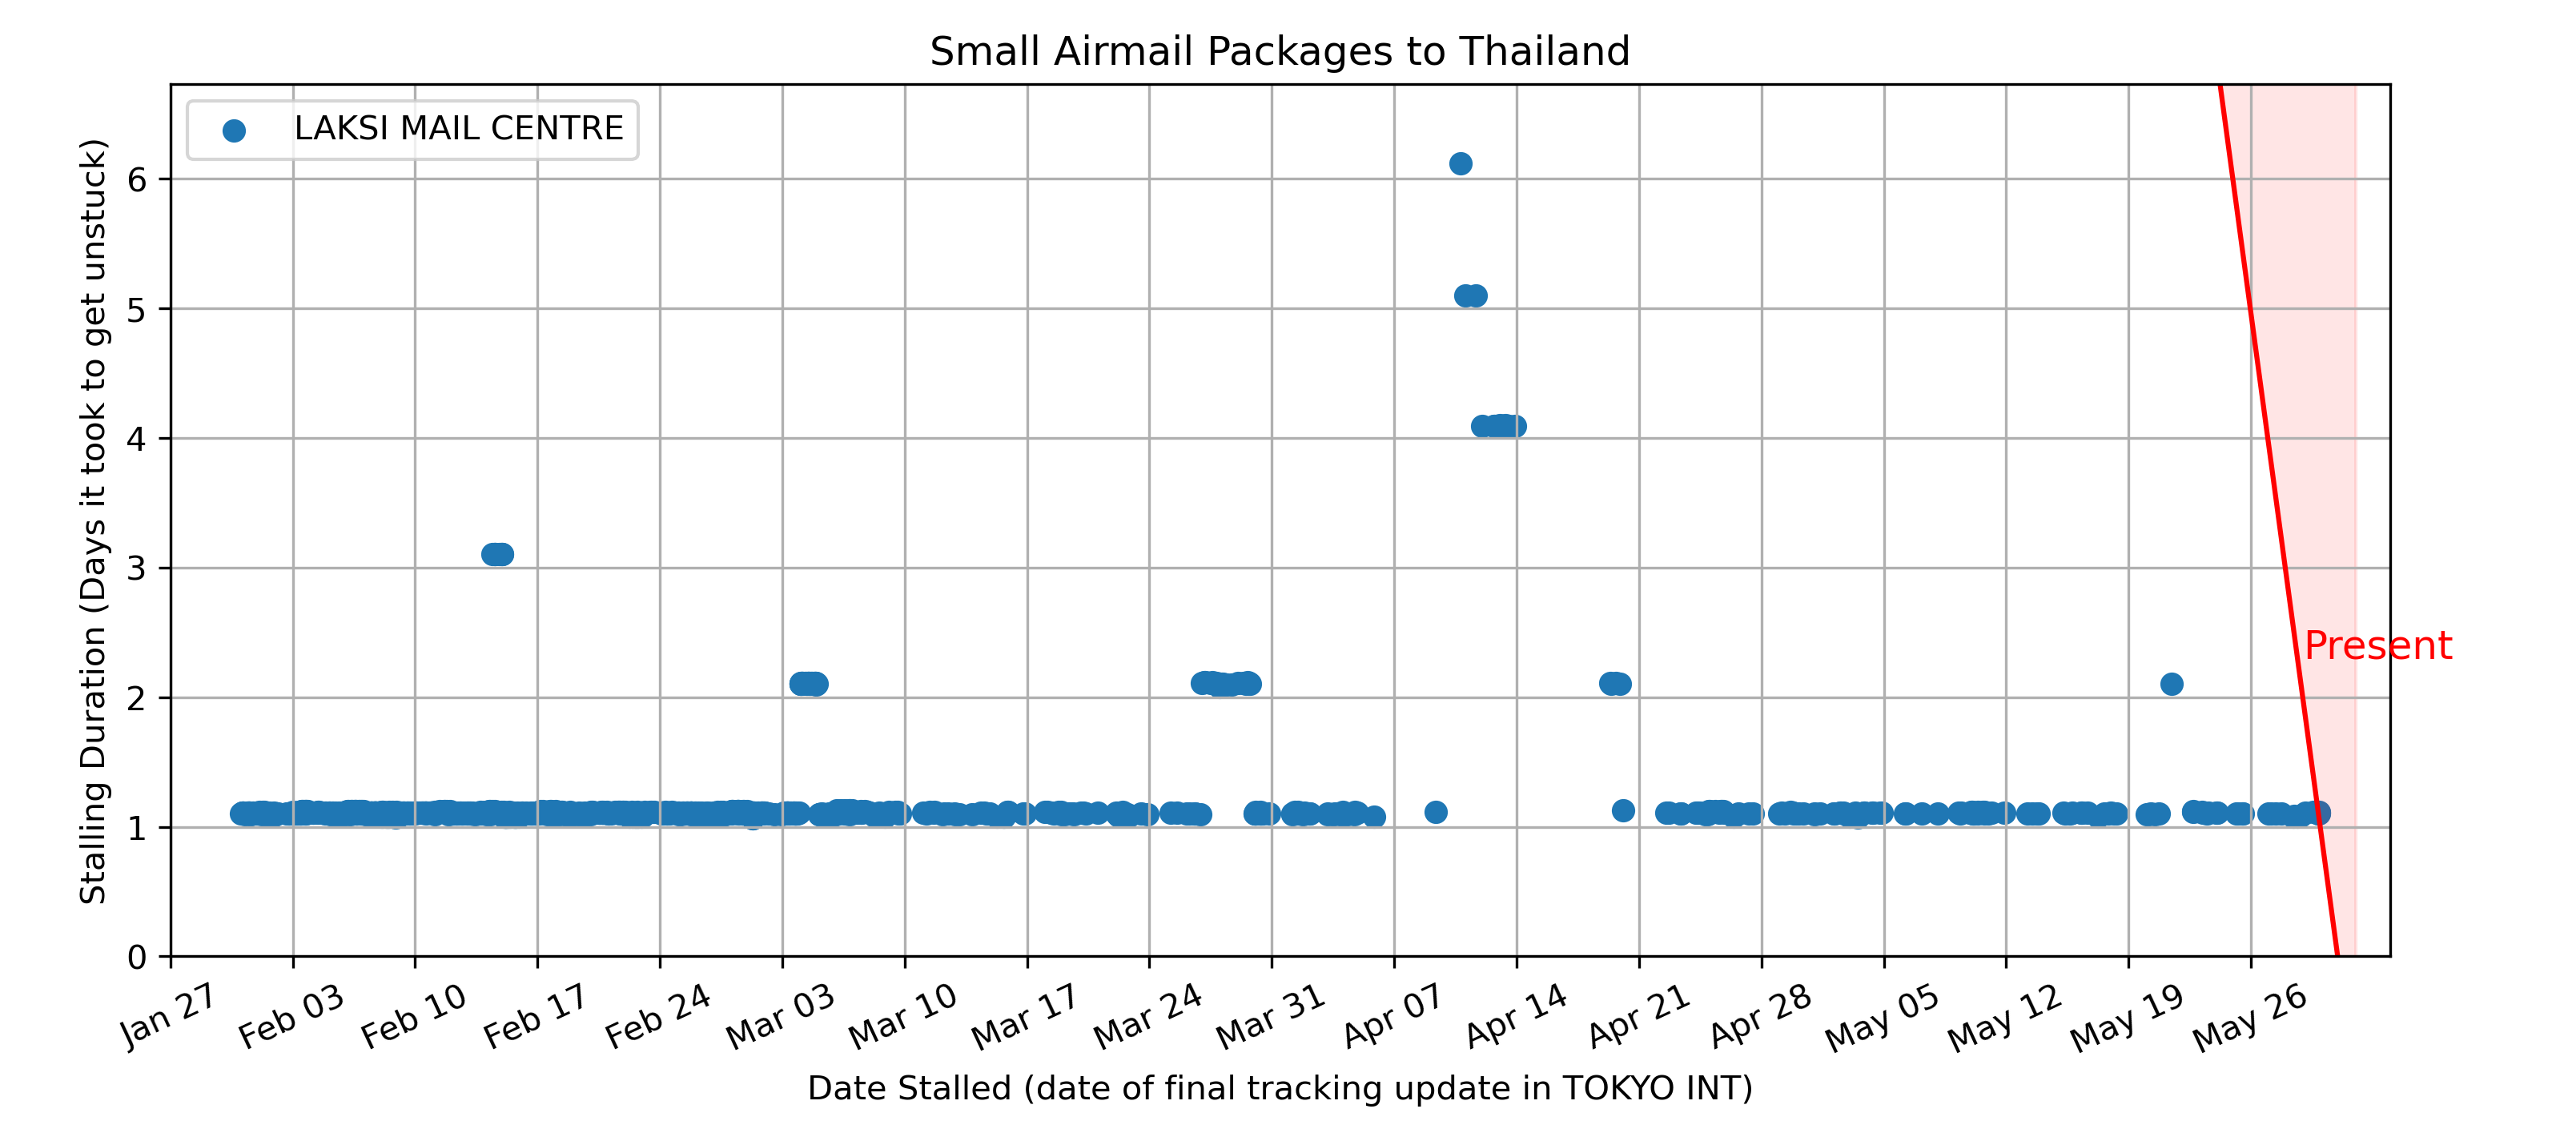 Small Airmail Packages to Thailand
LAKSI MAIL CENTRE
Stalling Duration (Days it took to get unstuck)
6
5
4
3
2
1
0
Present
Jan 27
Feb 03
Feb 10
Feb 17
Feb 24
Mar 03
Mar 10
Mar 17
Mar 24
Mar 31
Apr 07
Apr 14
Apr 21
Apr 28
May 05
May 12
May 19
May 26
Date Stalled (date of final tracking update in TOKYO INT)